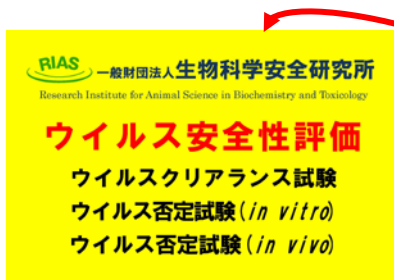 RIAS 一般財団法人生物科学安全研究所
Research Institute for Animal Science in Biochemistry and Toxicology
ウイルス安全性評価
ウイルスクリアランス試験
ウイルス否定試験(in vitro)
ウイルス否定試験(in vivo)